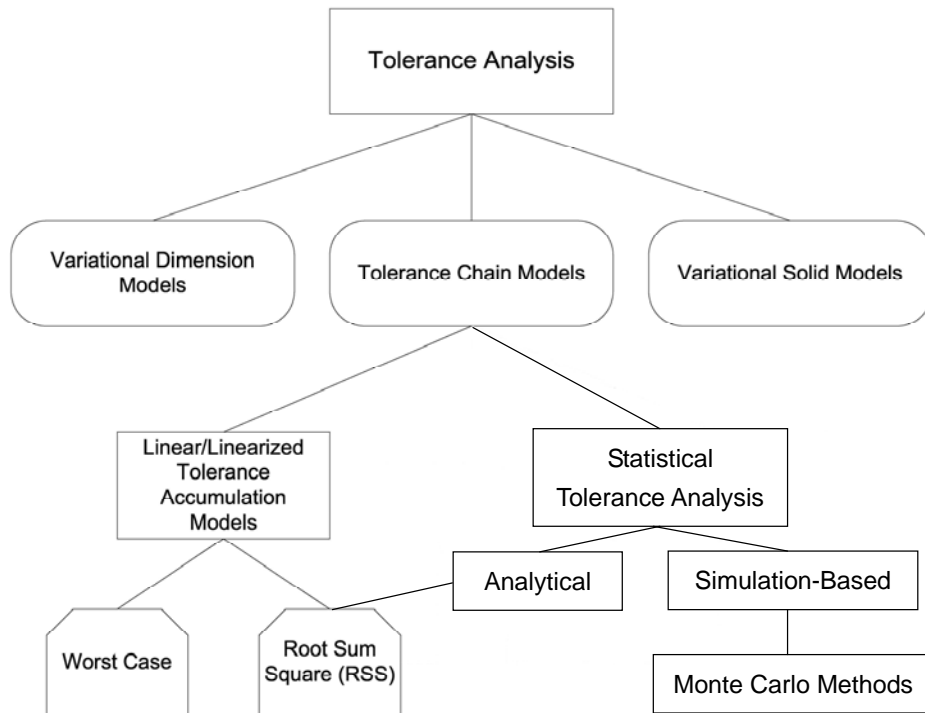 Tolerance Analysis
Variational Dimension
Models
Tolerance Chain Models
Variational Solid Models
Linear/Linearized
Tolerance
Accumulation
Models
Statistical
Tolerance Analysis
Analytical
Simulation-Based
Worst Case
Root Sum
Square (RSS)
Monte Carlo Methods